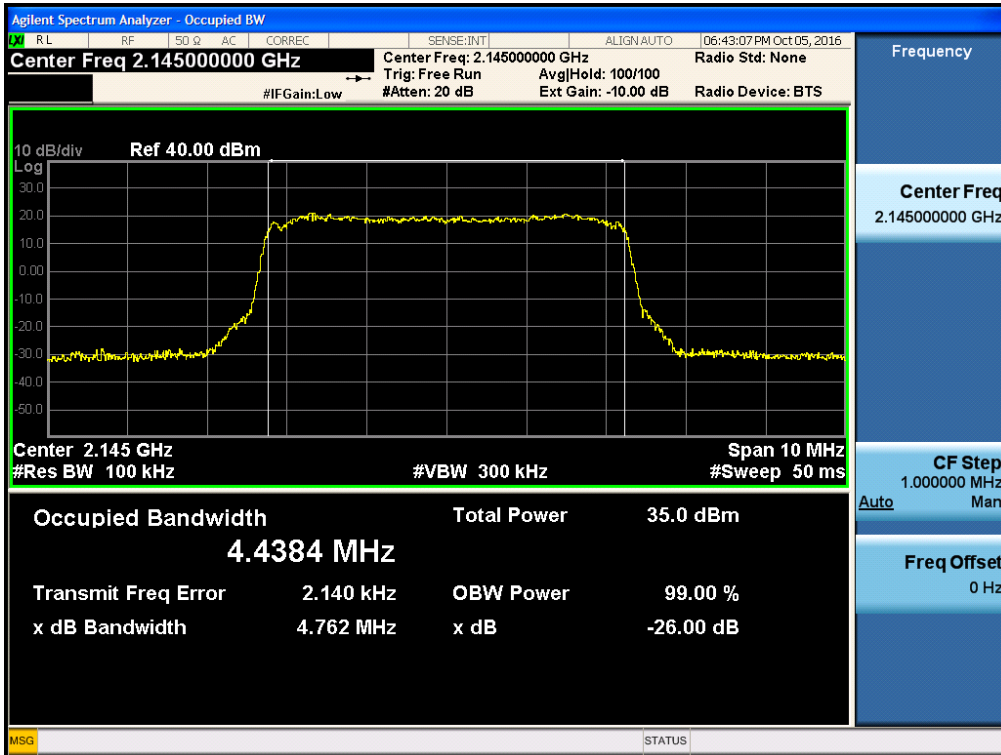 Agilent Spectrum Analyzer - Occupied BW
LXI RL RF 50 Ω AC CORREC SENSE:INT ALIGN AUTO 06:43:07 PM Oct 05, 2016
Center Freq 2.145000000 GHz
Center Freq: 2.145000000 GHz Radio Std: None
Trig: Free Run Avg|Hold: 100/100
#IFGain:Low #Atten: 20 dB Ext Gain: -10.00 dB Radio Device: BTS
10 dB/div Ref 40.00 dBm
Log
30.0
20.0
10.0
0.00
-10.0
-20.0
-30.0
-40.0
-50.0
Center 2.145 GHz Span 10 MHz
#Res BW 100 kHz #VBW 300 kHz #Sweep 50 ms
Occupied Bandwidth Total Power 35.0 dBm
4.4384 MHz
Transmit Freq Error 2.140 kHz OBW Power 99.00 %
x dB Bandwidth 4.762 MHz x dB -26.00 dB
Frequency
Center Freq
2.145000000 GHz
CF Step
1.000000 MHz
Auto Man
Freq Offset
0 Hz
MSG STATUS